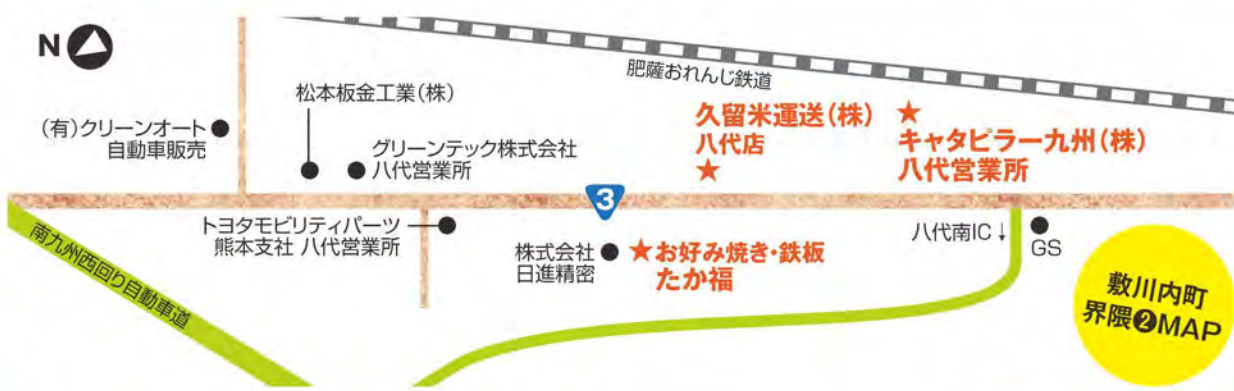 N
肥薩おれんじ鉄道
松本板金工業(株)
(有)クリーンオート
自動車販売
グリーンテック株式会社
八代営業所
久留米運送(株)
八代店
★
★
キャタピラー九州(株)
八代営業所
3
トヨタモビリティパーツ
熊本支社 八代営業所
南九州西回り自動車道
株式会社
日進精密
★お好み焼き・鉄板
たか福
八代南IC↓
GS
敷川内町
界隈❷MAP